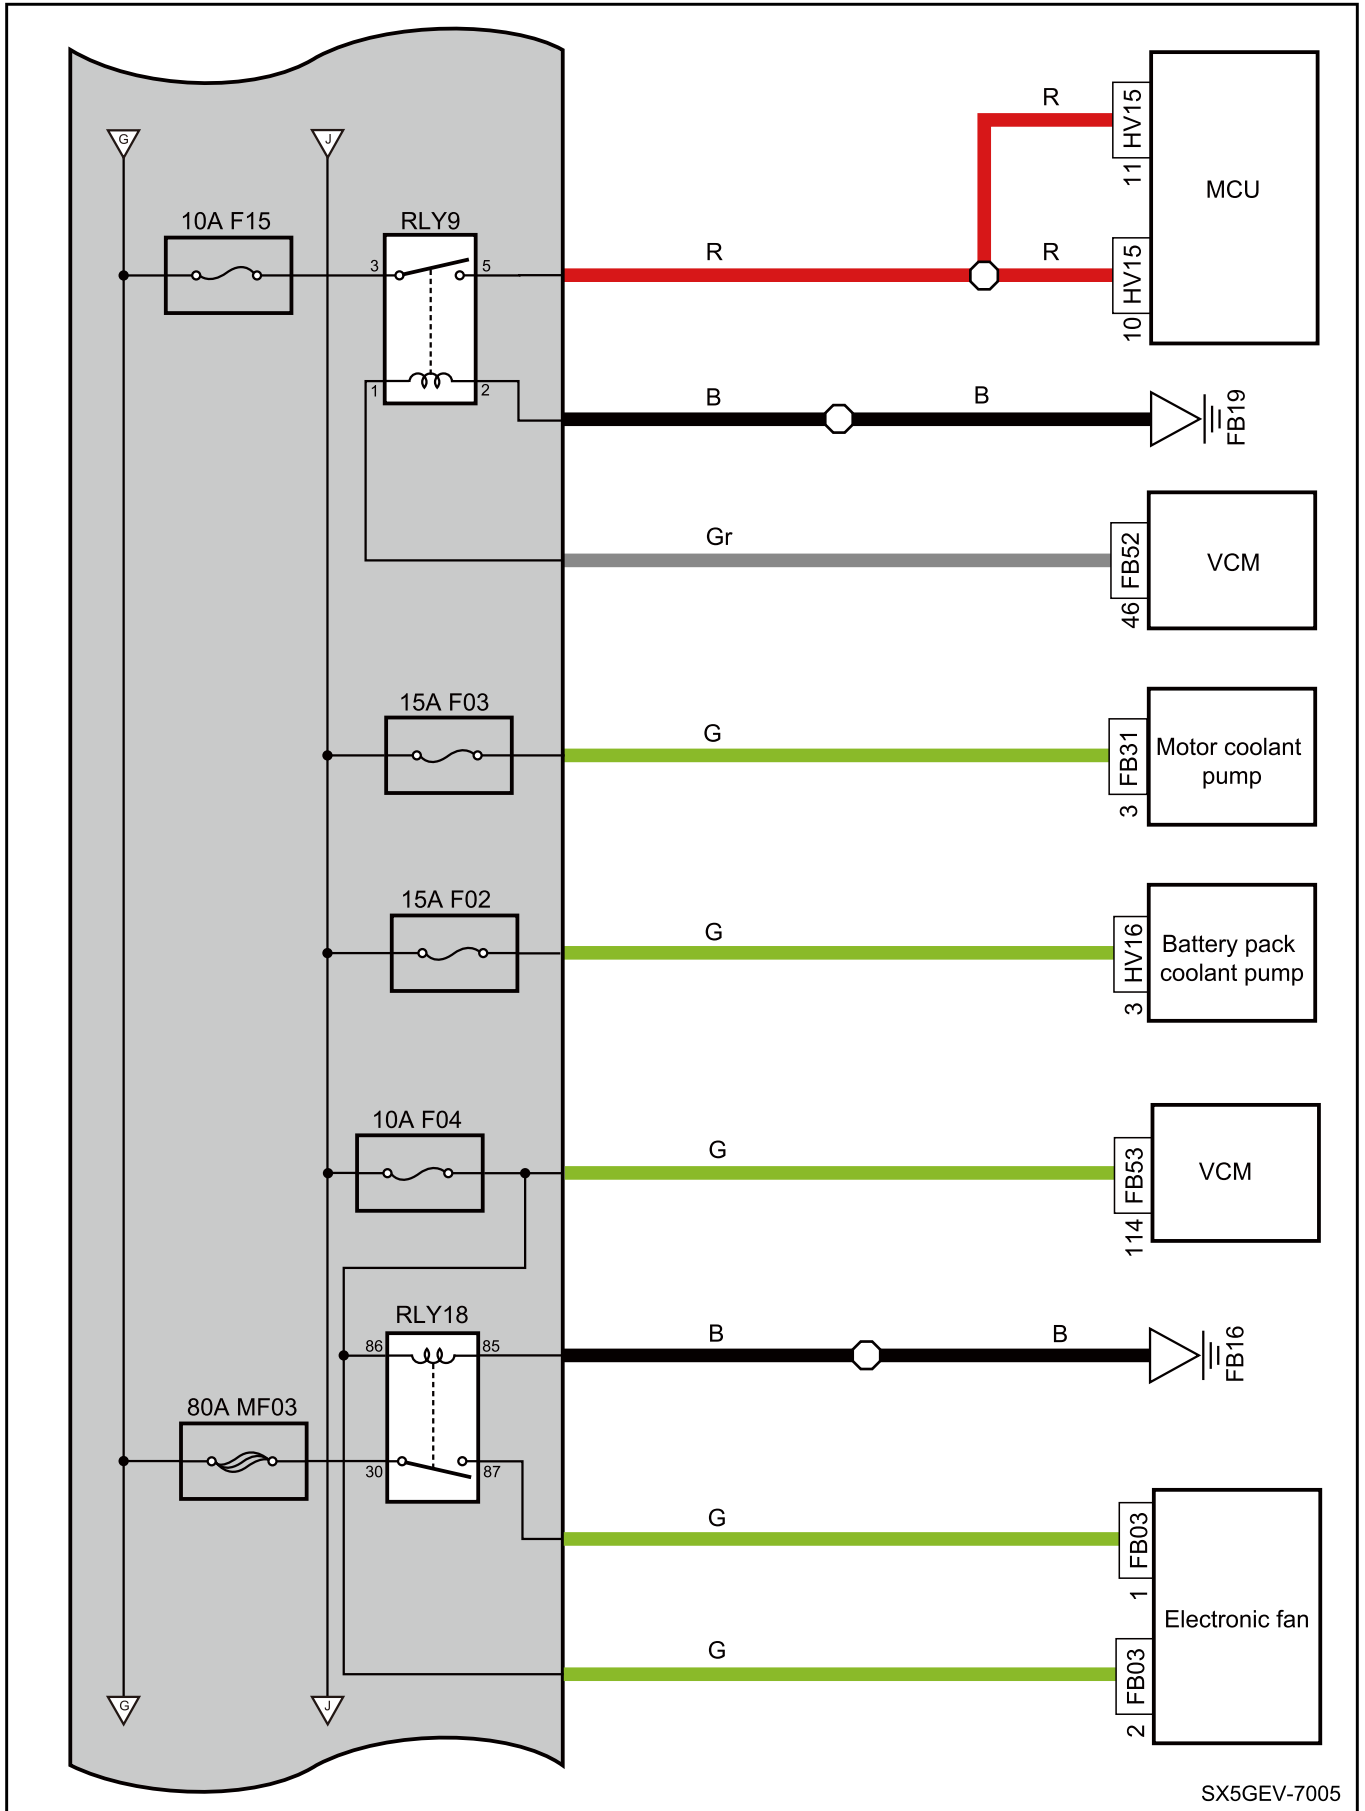 G
J
10A F15
RLY9
3
5
1
2
R
R
R
HV15
11
HV15
10
MCU
B
B
FB19
Gr
FB52
46
VCM
15A F03
G
FB31
3
Motor coolant
pump
15A F02
G
HV16
3
Battery pack
coolant pump
10A F04
G
FB53
114
VCM
RLY18
86
85
B
B
FB16
80A MF03
30
87
G
FB03
1
Electronic fan
G
FB03
2
G
J
SX5GEV-7005